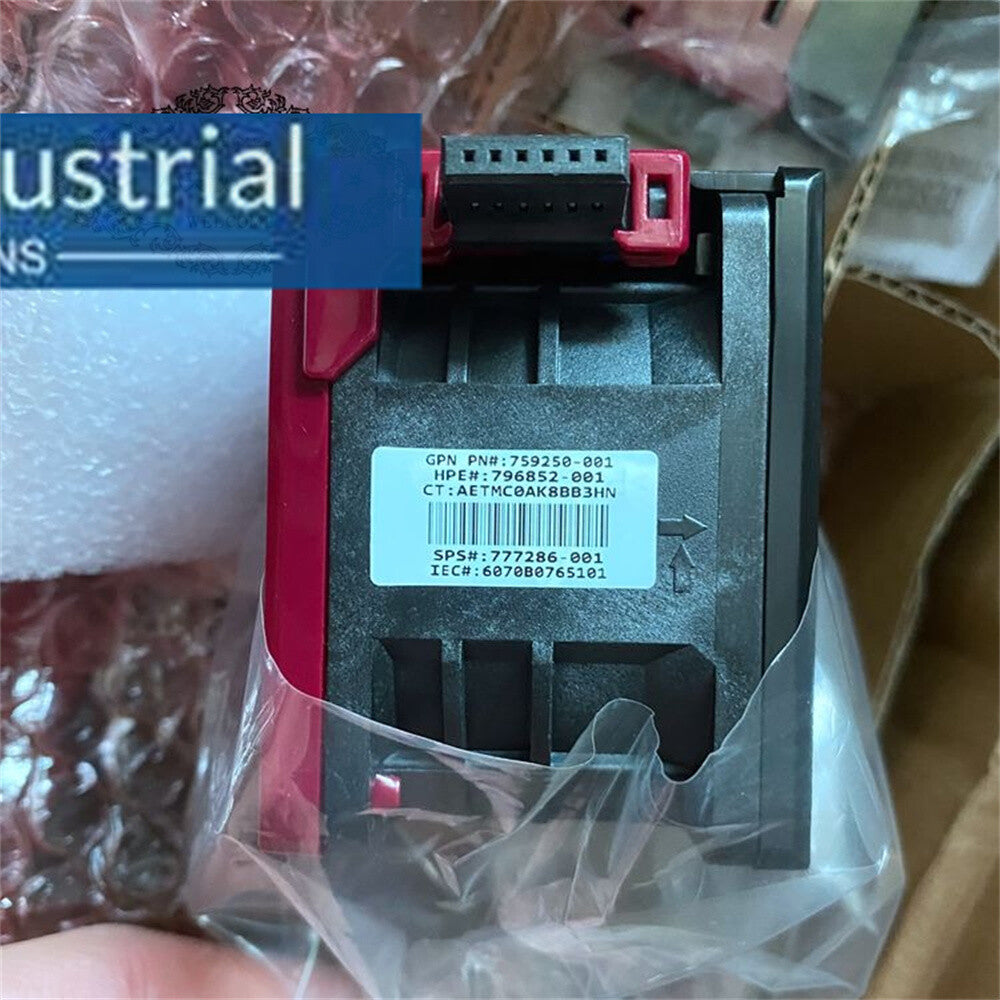 ustrial
NS
GPN PN#:759250-001
HPE#:796852-001
CT:AETMC0AK8BB3HN
SPS#:777286-001
IEC#:6070B0765101